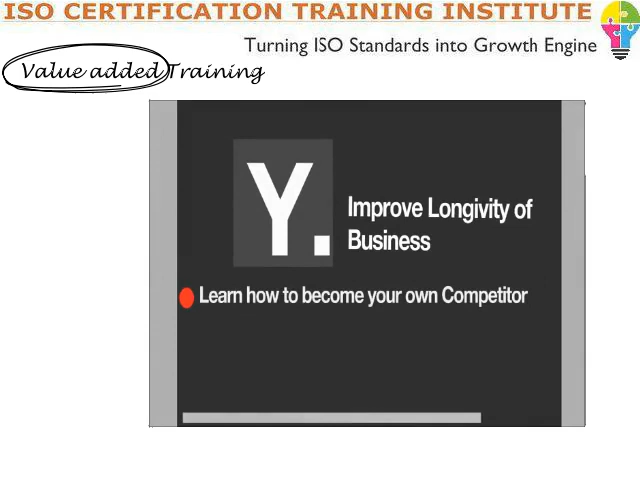 ISO CERTIFICATION TRAINING INSTITUTE
Turning ISO Standards into Growth Engine
Value added Training
Y.
Improve Longivity of
Business
Learn how to become your own Competitor